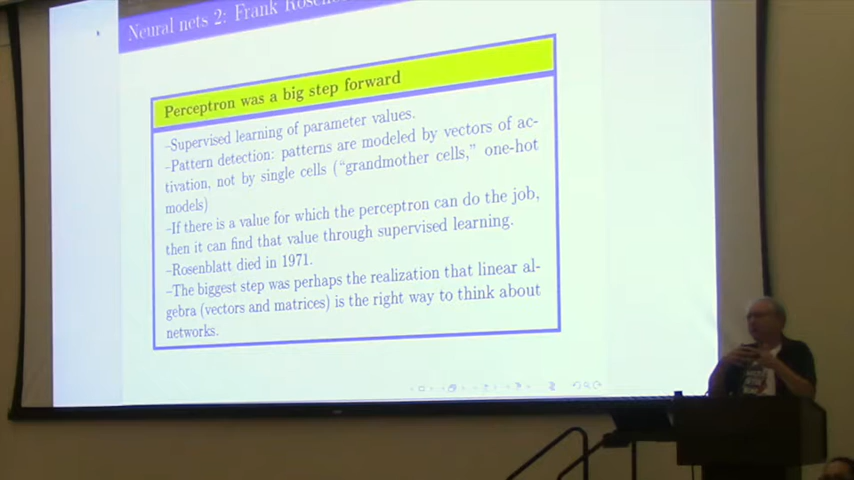 Neural nets 2: Frank
Perceptron was a big step forward
–Supervised learning of parameter values.
–Pattern detection: patterns are modeled by vectors of ac-
tivation, not by single cells (“grandmother cells,” one-hot
models)
–If there is a value for which the perceptron can do the job,
then it can find that value through supervised learning.
–Rosenblatt died in 1971.
–The biggest step was perhaps the realization that linear al-
gebra (vectors and matrices) is the right way to think about
networks.